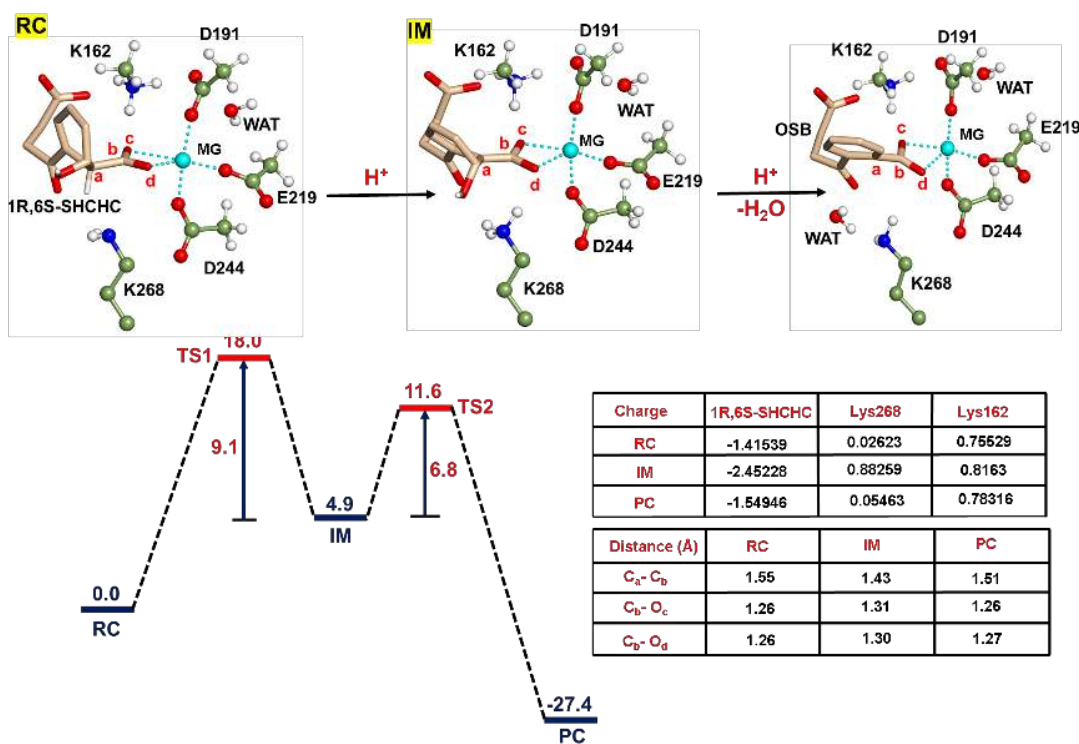 RC
K162
D191
WAT
MG
c
b
d
a
E219
1R,6S-SHCHC
D244
K268
H⁺
IM
K162
D191
WAT
MG
c
b
d
a
E219
D244
K268
H⁺
-H₂O
K162
D191
WAT
OSB
MG
c
E219
a
b
d
WAT
D244
K268
18.0
TS1
9.1
11.6
TS2
6.8
4.9
IM
0.0
RC
-27.4
PC
Charge 1R,6S-SHCHC Lys268 Lys162
RC -1.41539 0.02623 0.75529
IM -2.45228 0.88259 0.8163
PC -1.54946 0.05463 0.78316
Distance (Å) RC IM PC
Cₐ- C_b 1.55 1.43 1.51
C_b- O_c 1.26 1.31 1.26
C_b- O_d 1.26 1.30 1.27